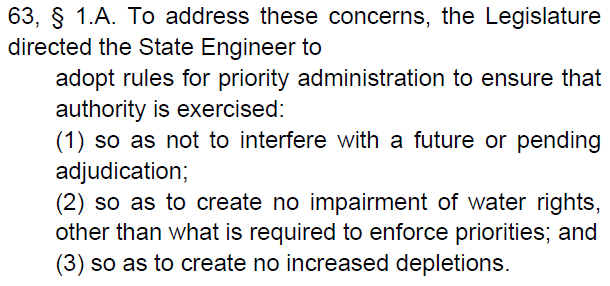 63, § 1.A. To address these concerns, the Legislature
directed the State Engineer to
adopt rules for priority administration to ensure that
authority is exercised:
(1) so as not to interfere with a future or pending
adjudication;
(2) so as to create no impairment of water rights,
other than what is required to enforce priorities; and
(3) so as to create no increased depletions.